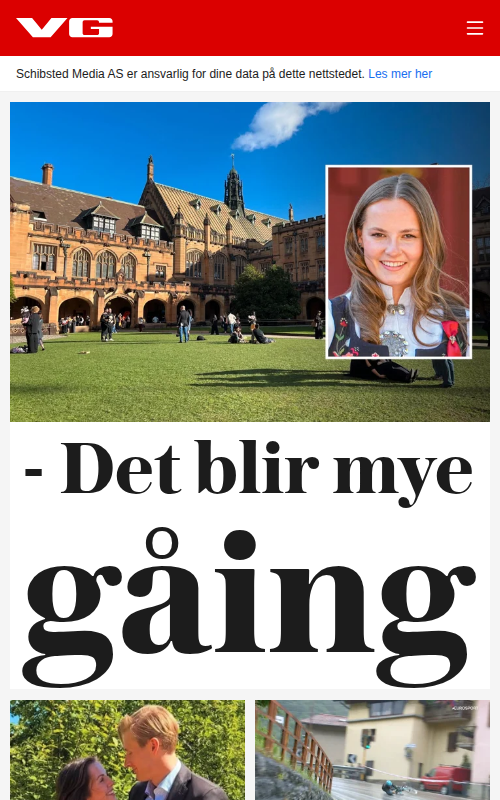 VG
Schibsted Media AS er ansvarlig for dine data på dette nettstedet. Les mer her
- Det blir mye
gåing
EUROSPORT